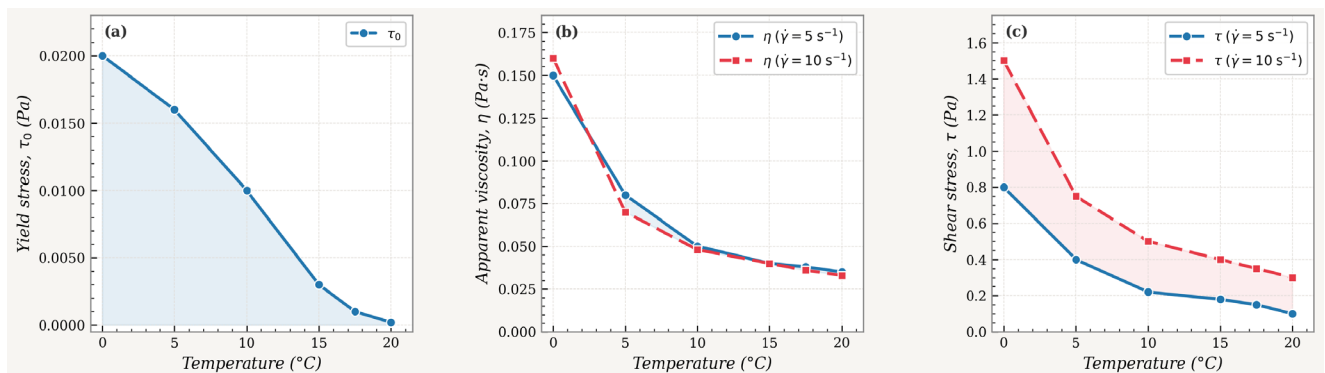 (a)
τ₀
Yield stress, τ₀ (Pa)
0.0200
0.0150
0.0100
0.0050
0.0000
0 5 10 15 20
Temperature (°C)
(b)
η (γ̇ = 5 s⁻¹)
η (γ̇ = 10 s⁻¹)
Apparent viscosity, η (Pa·s)
0.175
0.150
0.125
0.100
0.075
0.050
0.025
0.000
0 5 10 15 20
Temperature (°C)
(c)
τ (γ̇ = 5 s⁻¹)
τ (γ̇ = 10 s⁻¹)
Shear stress, τ (Pa)
1.6
1.4
1.2
1.0
0.8
0.6
0.4
0.2
0.0
0 5 10 15 20
Temperature (°C)